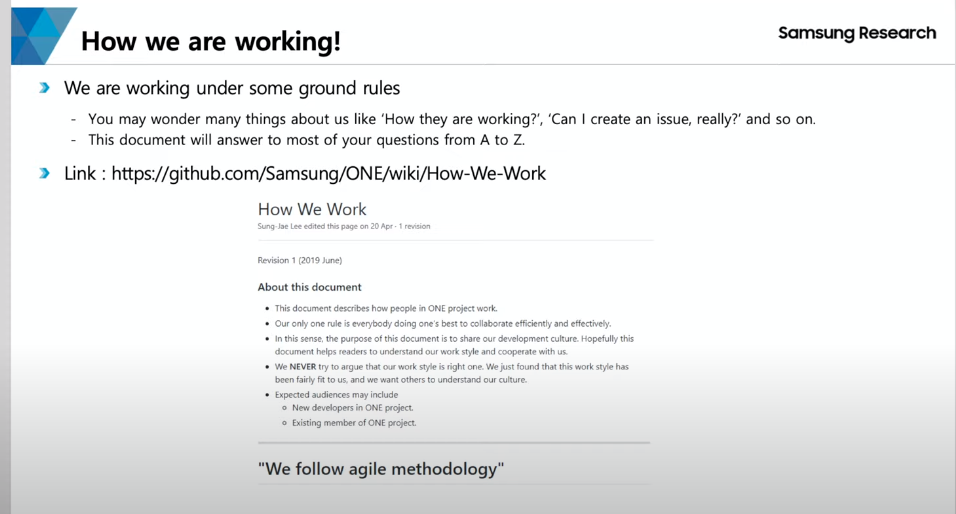 How we are working!
Samsung Research
We are working under some ground rules
- You may wonder many things about us like ‘How they are working?’, ‘Can I create an issue, really?’ and so on.
- This document will answer to most of your questions from A to Z.
Link : https://github.com/Samsung/ONE/wiki/How-We-Work
How We Work
Sung-Jae Lee edited this page on 20 Apr · 1 revision
Revision 1 (2019 June)
About this document
• This document describes how people in ONE project work.
• Our only one rule is everybody doing one's best to collaborate efficiently and effectively.
• In this sense, the purpose of this document is to share our development culture. Hopefully this
document helps readers to understand our work style and cooperate with us.
• We NEVER try to argue that our work style is right one. We just found that this work style has
been fairly fit to us, and we want others to understand our culture.
• Expected audiences may include
○ New developers in ONE project.
○ Existing member of ONE project.
"We follow agile methodology"